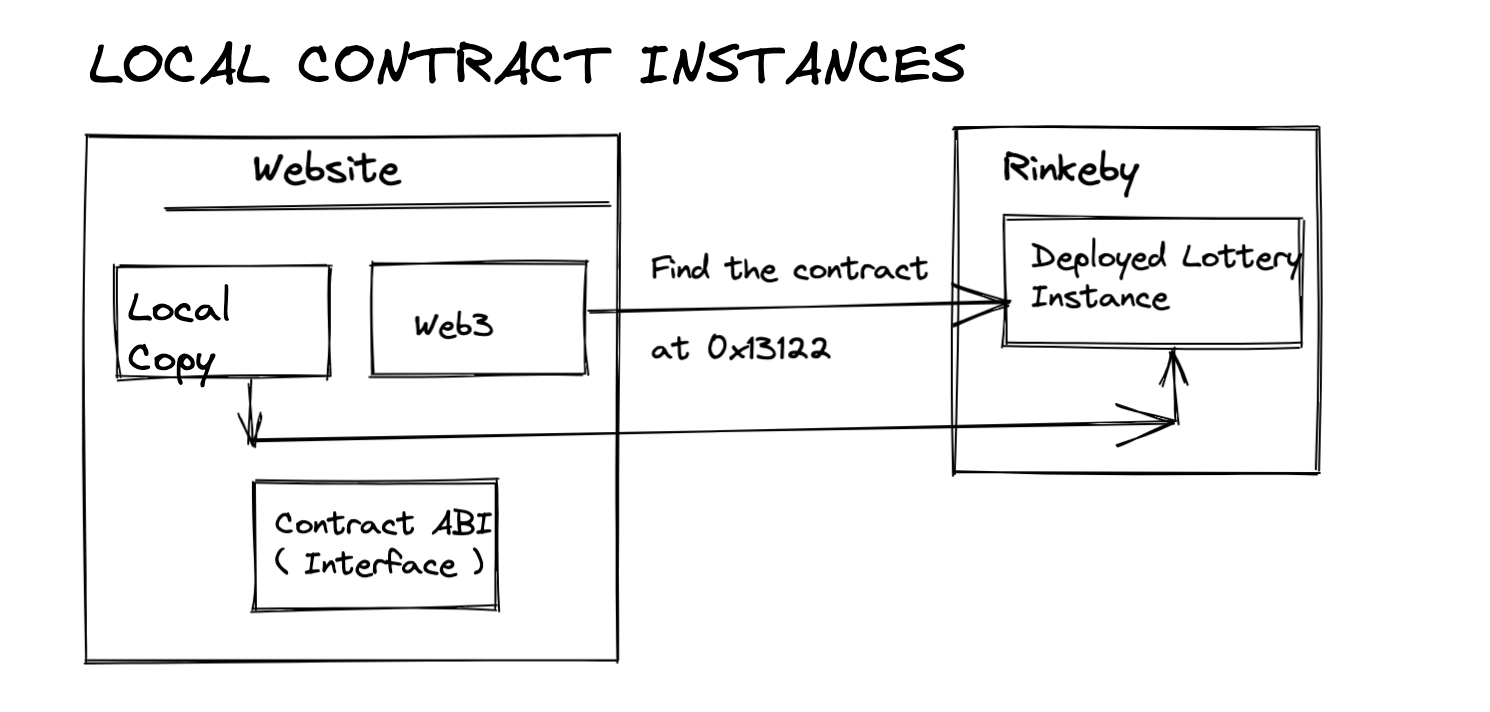 LOCAL CONTRACT INSTANCES
Website
Local
Copy
Web3
Find the contract
at 0x13122
Rinkeby
Deployed Lottery
Instance
Contract ABI
( Interface )